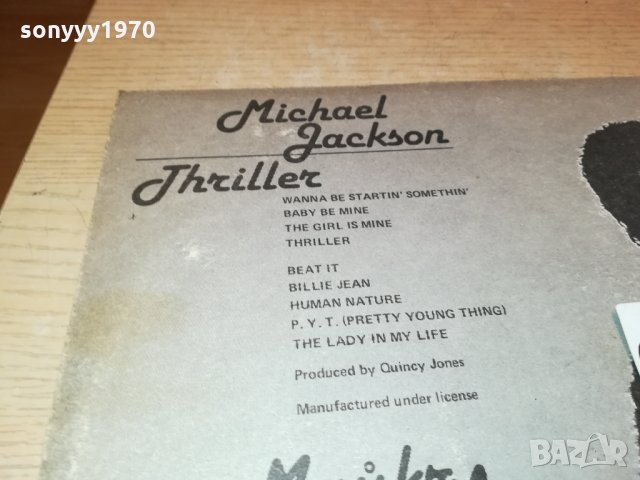 sonyyy1970
Michael
Jackson
Thriller
WANNA BE STARTIN' SOMETHIN'
BABY BE MINE
THE GIRL IS MINE
THRILLER
BEAT IT
BILLIE JEAN
HUMAN NATURE
P. Y. T. (PRETTY YOUNG THING)
THE LADY IN MY LIFE
Produced by Quincy Jones
Manufactured under license
bazar